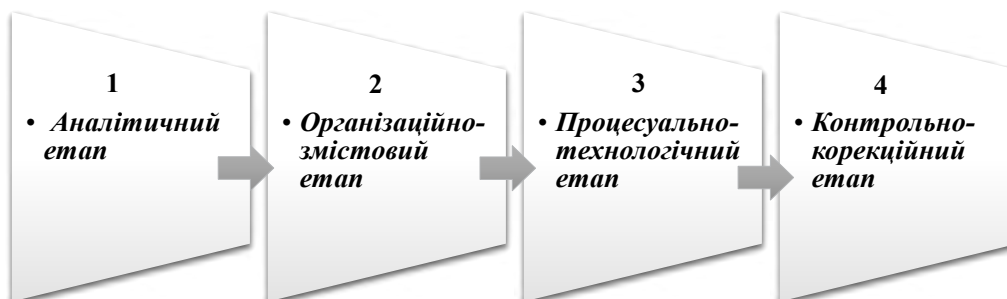 1
• Аналітичний
етап
2
• Організаційно-
змістовий
етап
3
• Процесуально-
технологічний
етап
4
• Контрольно-
корекційний
етап